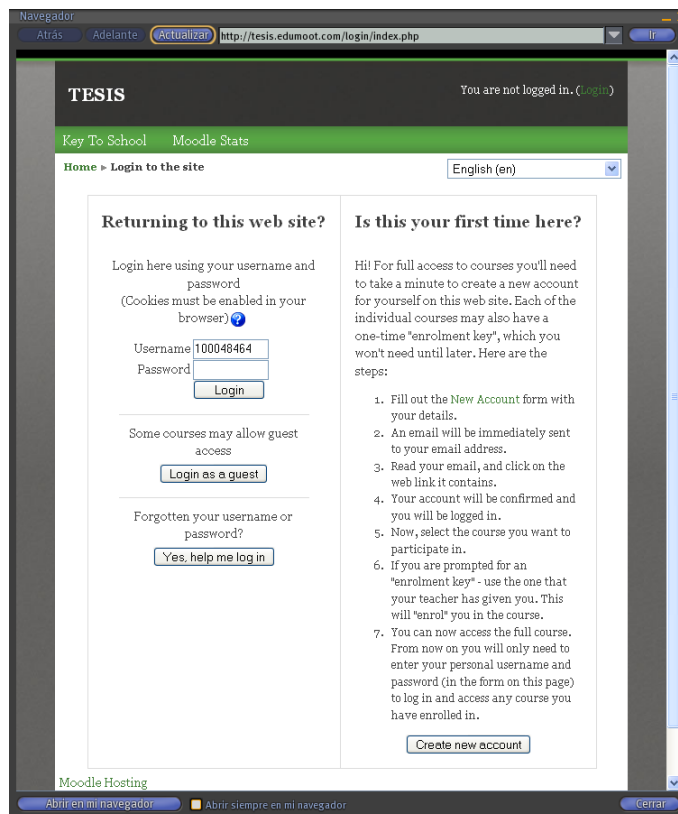 Navegador
Atrás Adelante Actualizar http://tesis.edumoot.com/login/index.php Ir
TESIS
You are not logged in. (Login)
Key To School Moodle Stats
Home ► Login to the site
English (en)
Returning to this web site?
Login here using your username and
password
(Cookies must be enabled in your
browser) ?
Username 100048464
Password
Login
Some courses may allow guest
access
Login as a guest
Forgotten your username or
password?
Yes, help me log in
Is this your first time here?
Hi! For full access to courses you'll need
to take a minute to create a new account
for yourself on this web site. Each of the
individual courses may also have a
one-time "enrolment key", which you
won't need until later. Here are the
steps:
1. Fill out the New Account form with
your details.
2. An email will be immediately sent
to your email address.
3. Read your email, and click on the
web link it contains.
4. Your account will be confirmed and
you will be logged in.
5. Now, select the course you want to
participate in.
6. If you are prompted for an
"enrolment key" - use the one that
your teacher has given you. This
will "enrol" you in the course.
7. You can now access the full course.
From now on you will only need to
enter your personal username and
password (in the form on this page)
to log in and access any course you
have enrolled in.
Create new account
Moodle Hosting
Abrir en mi navegador Abrir siempre en mi navegador Cerrar